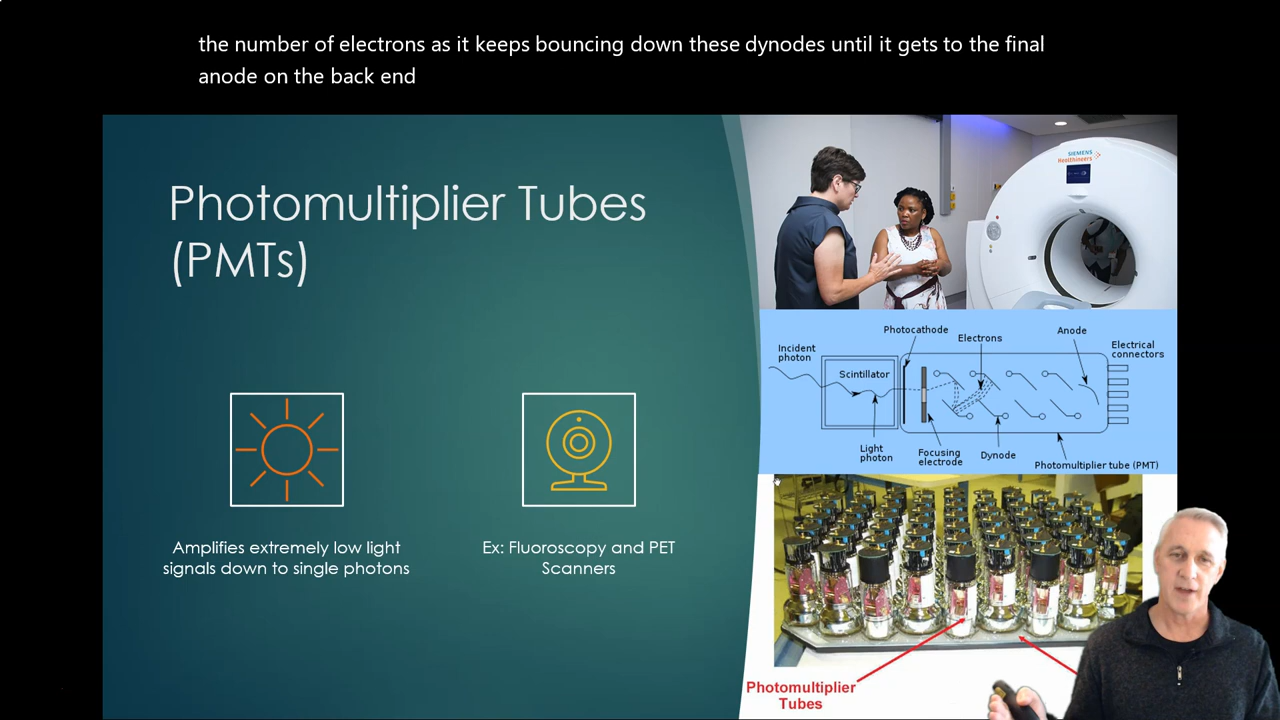 the number of electrons as it keeps bouncing down these dynodes until it gets to the final
anode on the back end
Photomultiplier Tubes
(PMTs)
Amplifies extremely low light
signals down to single photons
Ex: Fluoroscopy and PET
Scanners
SIEMENS
Healthineers
Photocathode
Electrons
Anode
Incident
photon
Electrical
connectors
Scintillator
Light
photon
Focusing
electrode
Dynode
Photomultiplier tube (PMT)
Photomultiplier
Tubes